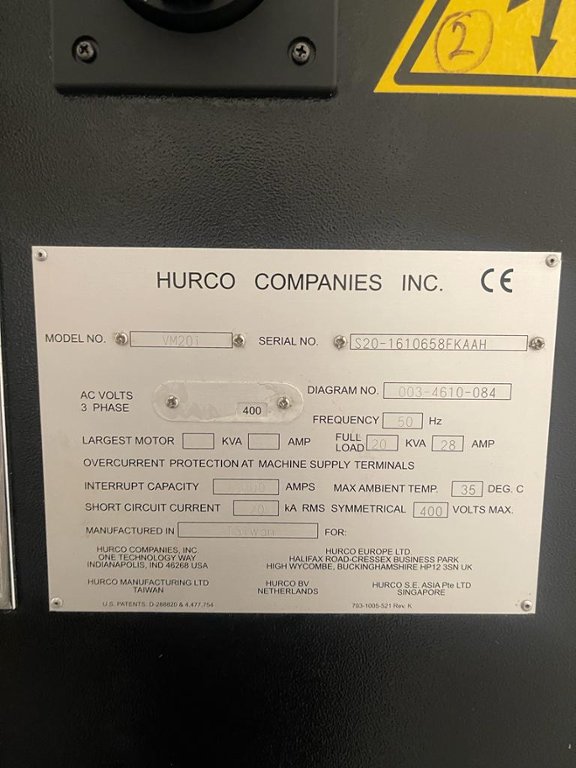 2
HURCO COMPANIES INC. CE
MODEL NO. VM20i SERIAL NO. S20-1610658FKAAH
AC VOLTS
3 PHASE
400
DIAGRAM NO. 003-4610-084
FREQUENCY 50 Hz
LARGEST MOTOR KVA AMP FULL LOAD 20 KVA 28 AMP
OVERCURRENT PROTECTION AT MACHINE SUPPLY TERMINALS
INTERRUPT CAPACITY AMPS MAX AMBIENT TEMP. 35 DEG. C
SHORT CIRCUIT CURRENT kA RMS SYMMETRICAL 400 VOLTS MAX.
MANUFACTURED IN Taiwan FOR:
HURCO COMPANIES, INC.
ONE TECHNOLOGY WAY
INDIANAPOLIS, IND 46268 USA
HURCO EUROPE LTD.
HALIFAX ROAD-CRESSEX BUSINESS PARK
HIGH WYCOMBE, BUCKINGHAMSHIRE HP12 3SN UK
HURCO MANUFACTURING LTD
TAIWAN
HURCO BV
NETHERLANDS
HURCO S.E. ASIA Pte LTD
SINGAPORE
U.S. PATENTS: D-288820 & 4,477,754
793-1005-521 Rev. K